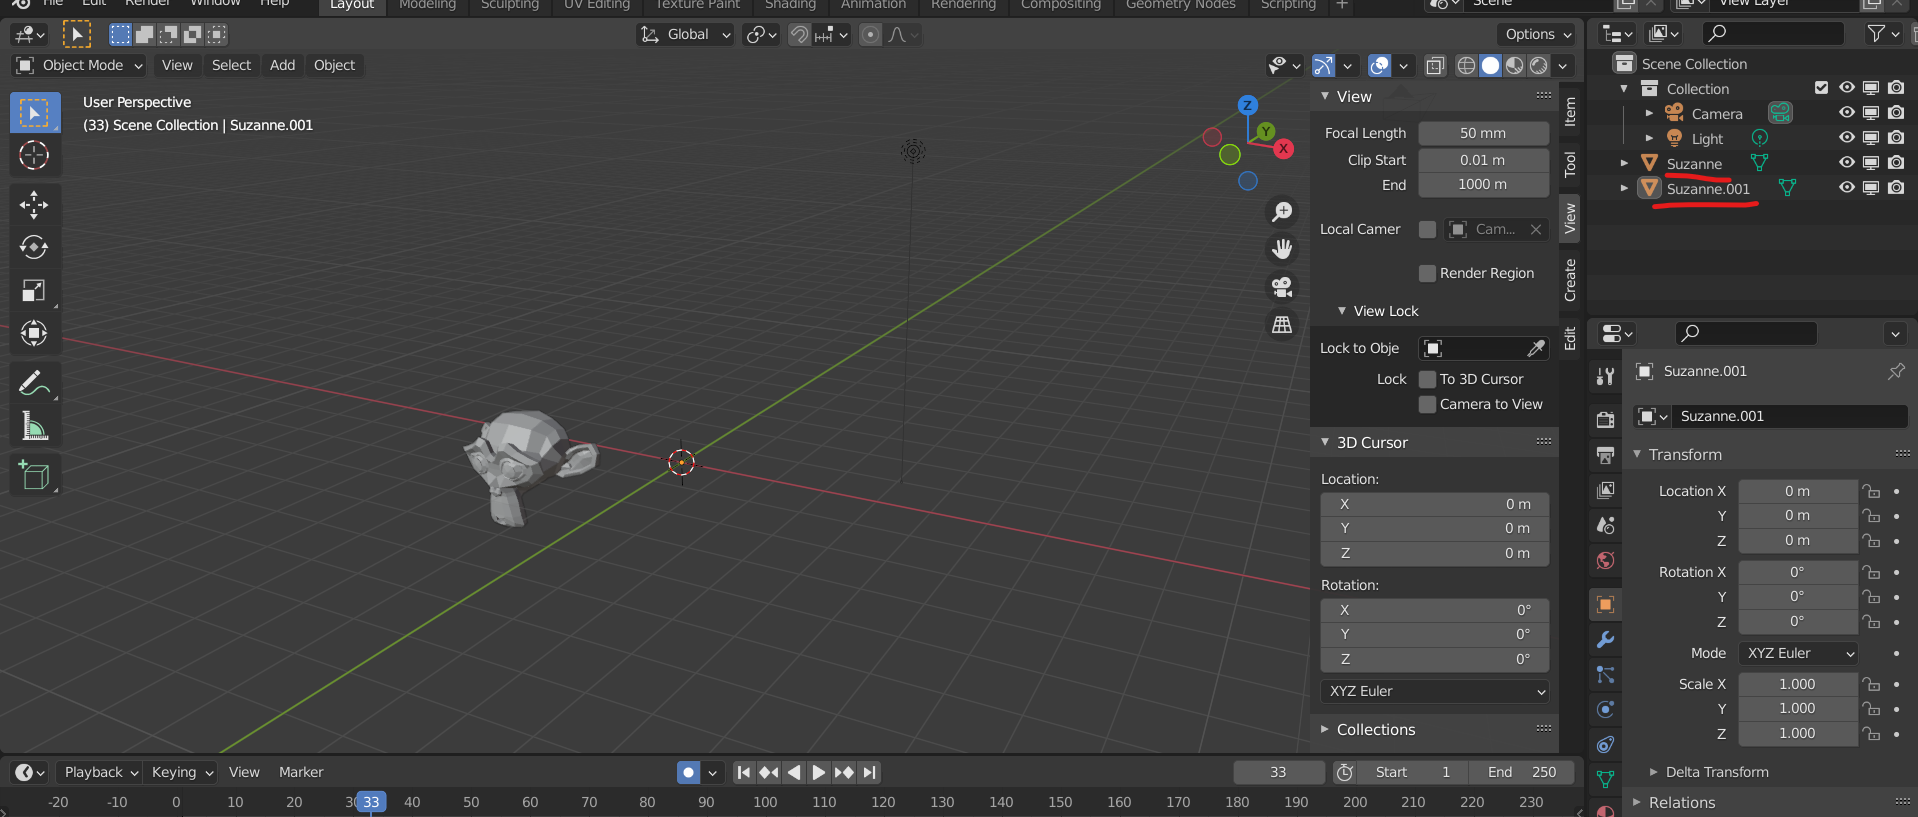 File Edit Render Window Help Layout Modeling Sculpting UV Editing Texture Paint Shading Animation Rendering Compositing Geometry Nodes Scripting + Scene View Layer
Global Options
Object Mode View Select Add Object
User Perspective
(33) Scene Collection | Suzanne.001
Z
Y
X
View
Focal Length 50 mm
Clip Start 0.01 m
End 1000 m
Local Camer Cam...
Render Region
View Lock
Lock to Obje
Lock To 3D Cursor
Camera to View
3D Cursor
Location:
X 0 m
Y 0 m
Z 0 m
Rotation:
X 0°
Y 0°
Z 0°
XYZ Euler
Collections
Item
Tool
View
Create
Edit
Scene Collection
Collection
Camera
Light
Suzanne
Suzanne.001
Suzanne.001
Suzanne.001
Transform
Location X 0 m
Y 0 m
Z 0 m
Rotation X 0°
Y 0°
Z 0°
Mode XYZ Euler
Scale X 1.000
Y 1.000
Z 1.000
Delta Transform
Relations
Playback Keying View Marker 33 Start 1 End 250
-20 -10 0 10 20 30 33 40 50 60 70 80 90 100 110 120 130 140 150 160 170 180 190 200 210 220 230